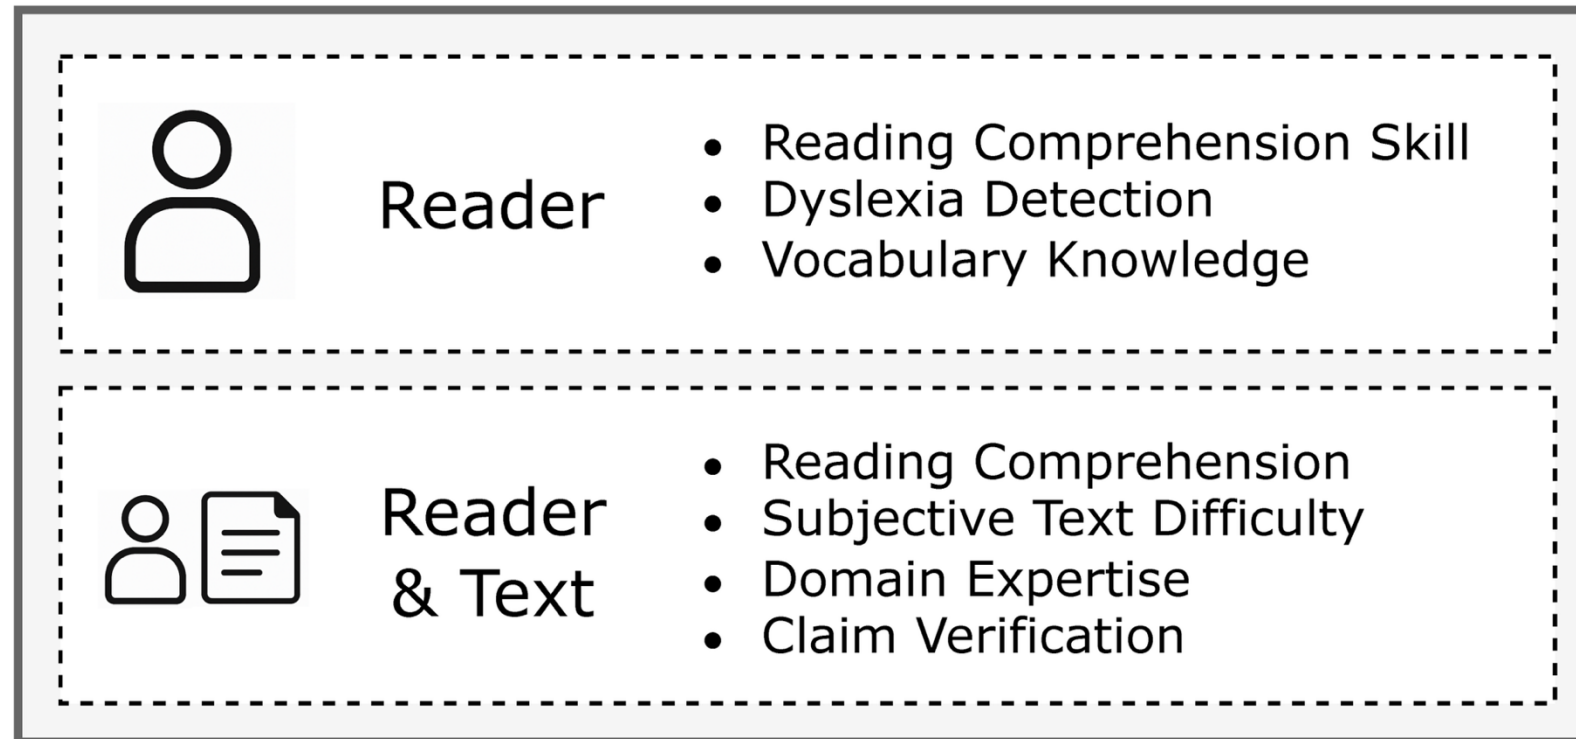 Reader
• Reading Comprehension Skill
• Dyslexia Detection
• Vocabulary Knowledge
Reader
& Text
• Reading Comprehension
• Subjective Text Difficulty
• Domain Expertise
• Claim Verification